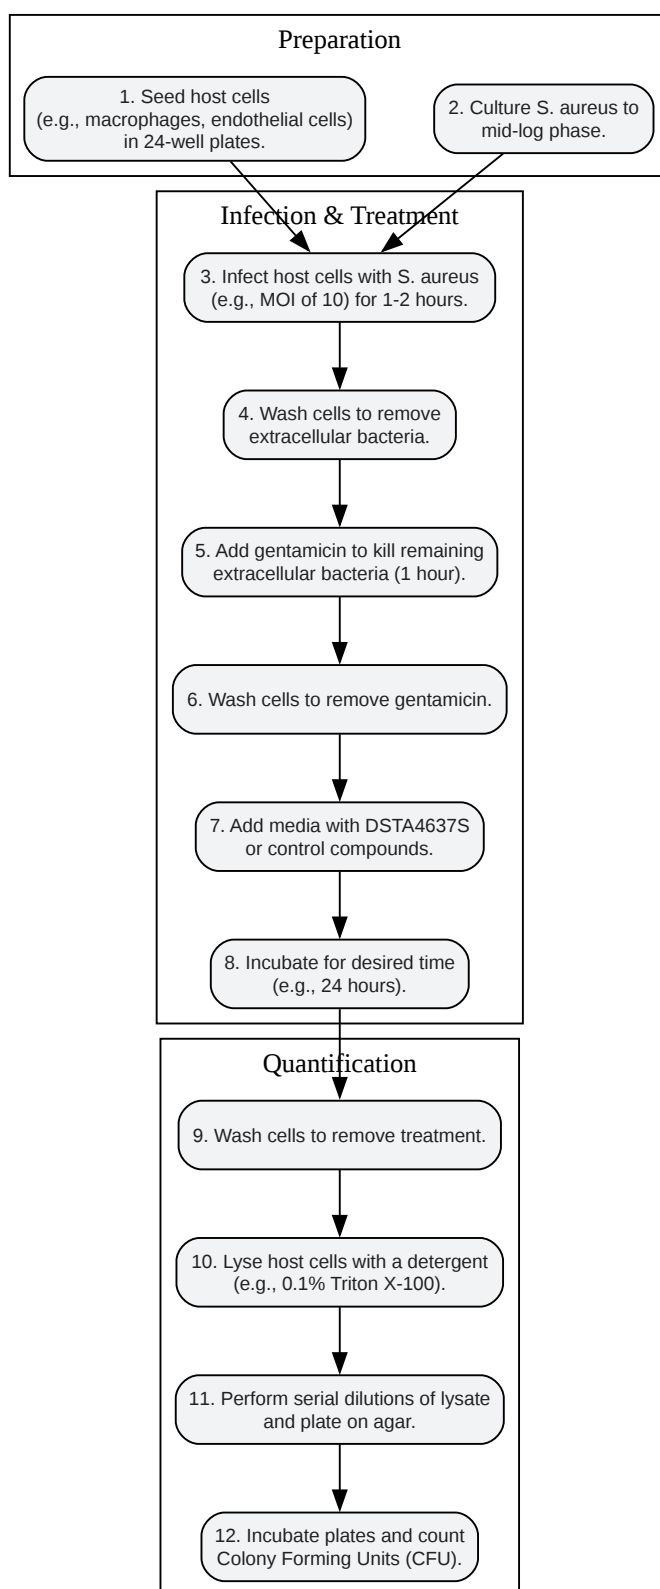 Preparation
1. Seed host cells
(e.g., macrophages, endothelial cells)
in 24-well plates.
2. Culture S. aureus to
mid-log phase.
Infection & Treatment
3. Infect host cells with S. aureus
(e.g., MOI of 10) for 1-2 hours.
4. Wash cells to remove
extracellular bacteria.
5. Add gentamicin to kill remaining
extracellular bacteria (1 hour).
6. Wash cells to remove gentamicin.
7. Add media with DSTA4637S
or control compounds.
8. Incubate for desired time
(e.g., 24 hours).
Quantification
9. Wash cells to remove treatment.
10. Lyse host cells with a detergent
(e.g., 0.1% Triton X-100).
11. Perform serial dilutions of lysate
and plate on agar.
12. Incubate plates and count
Colony Forming Units (CFU).